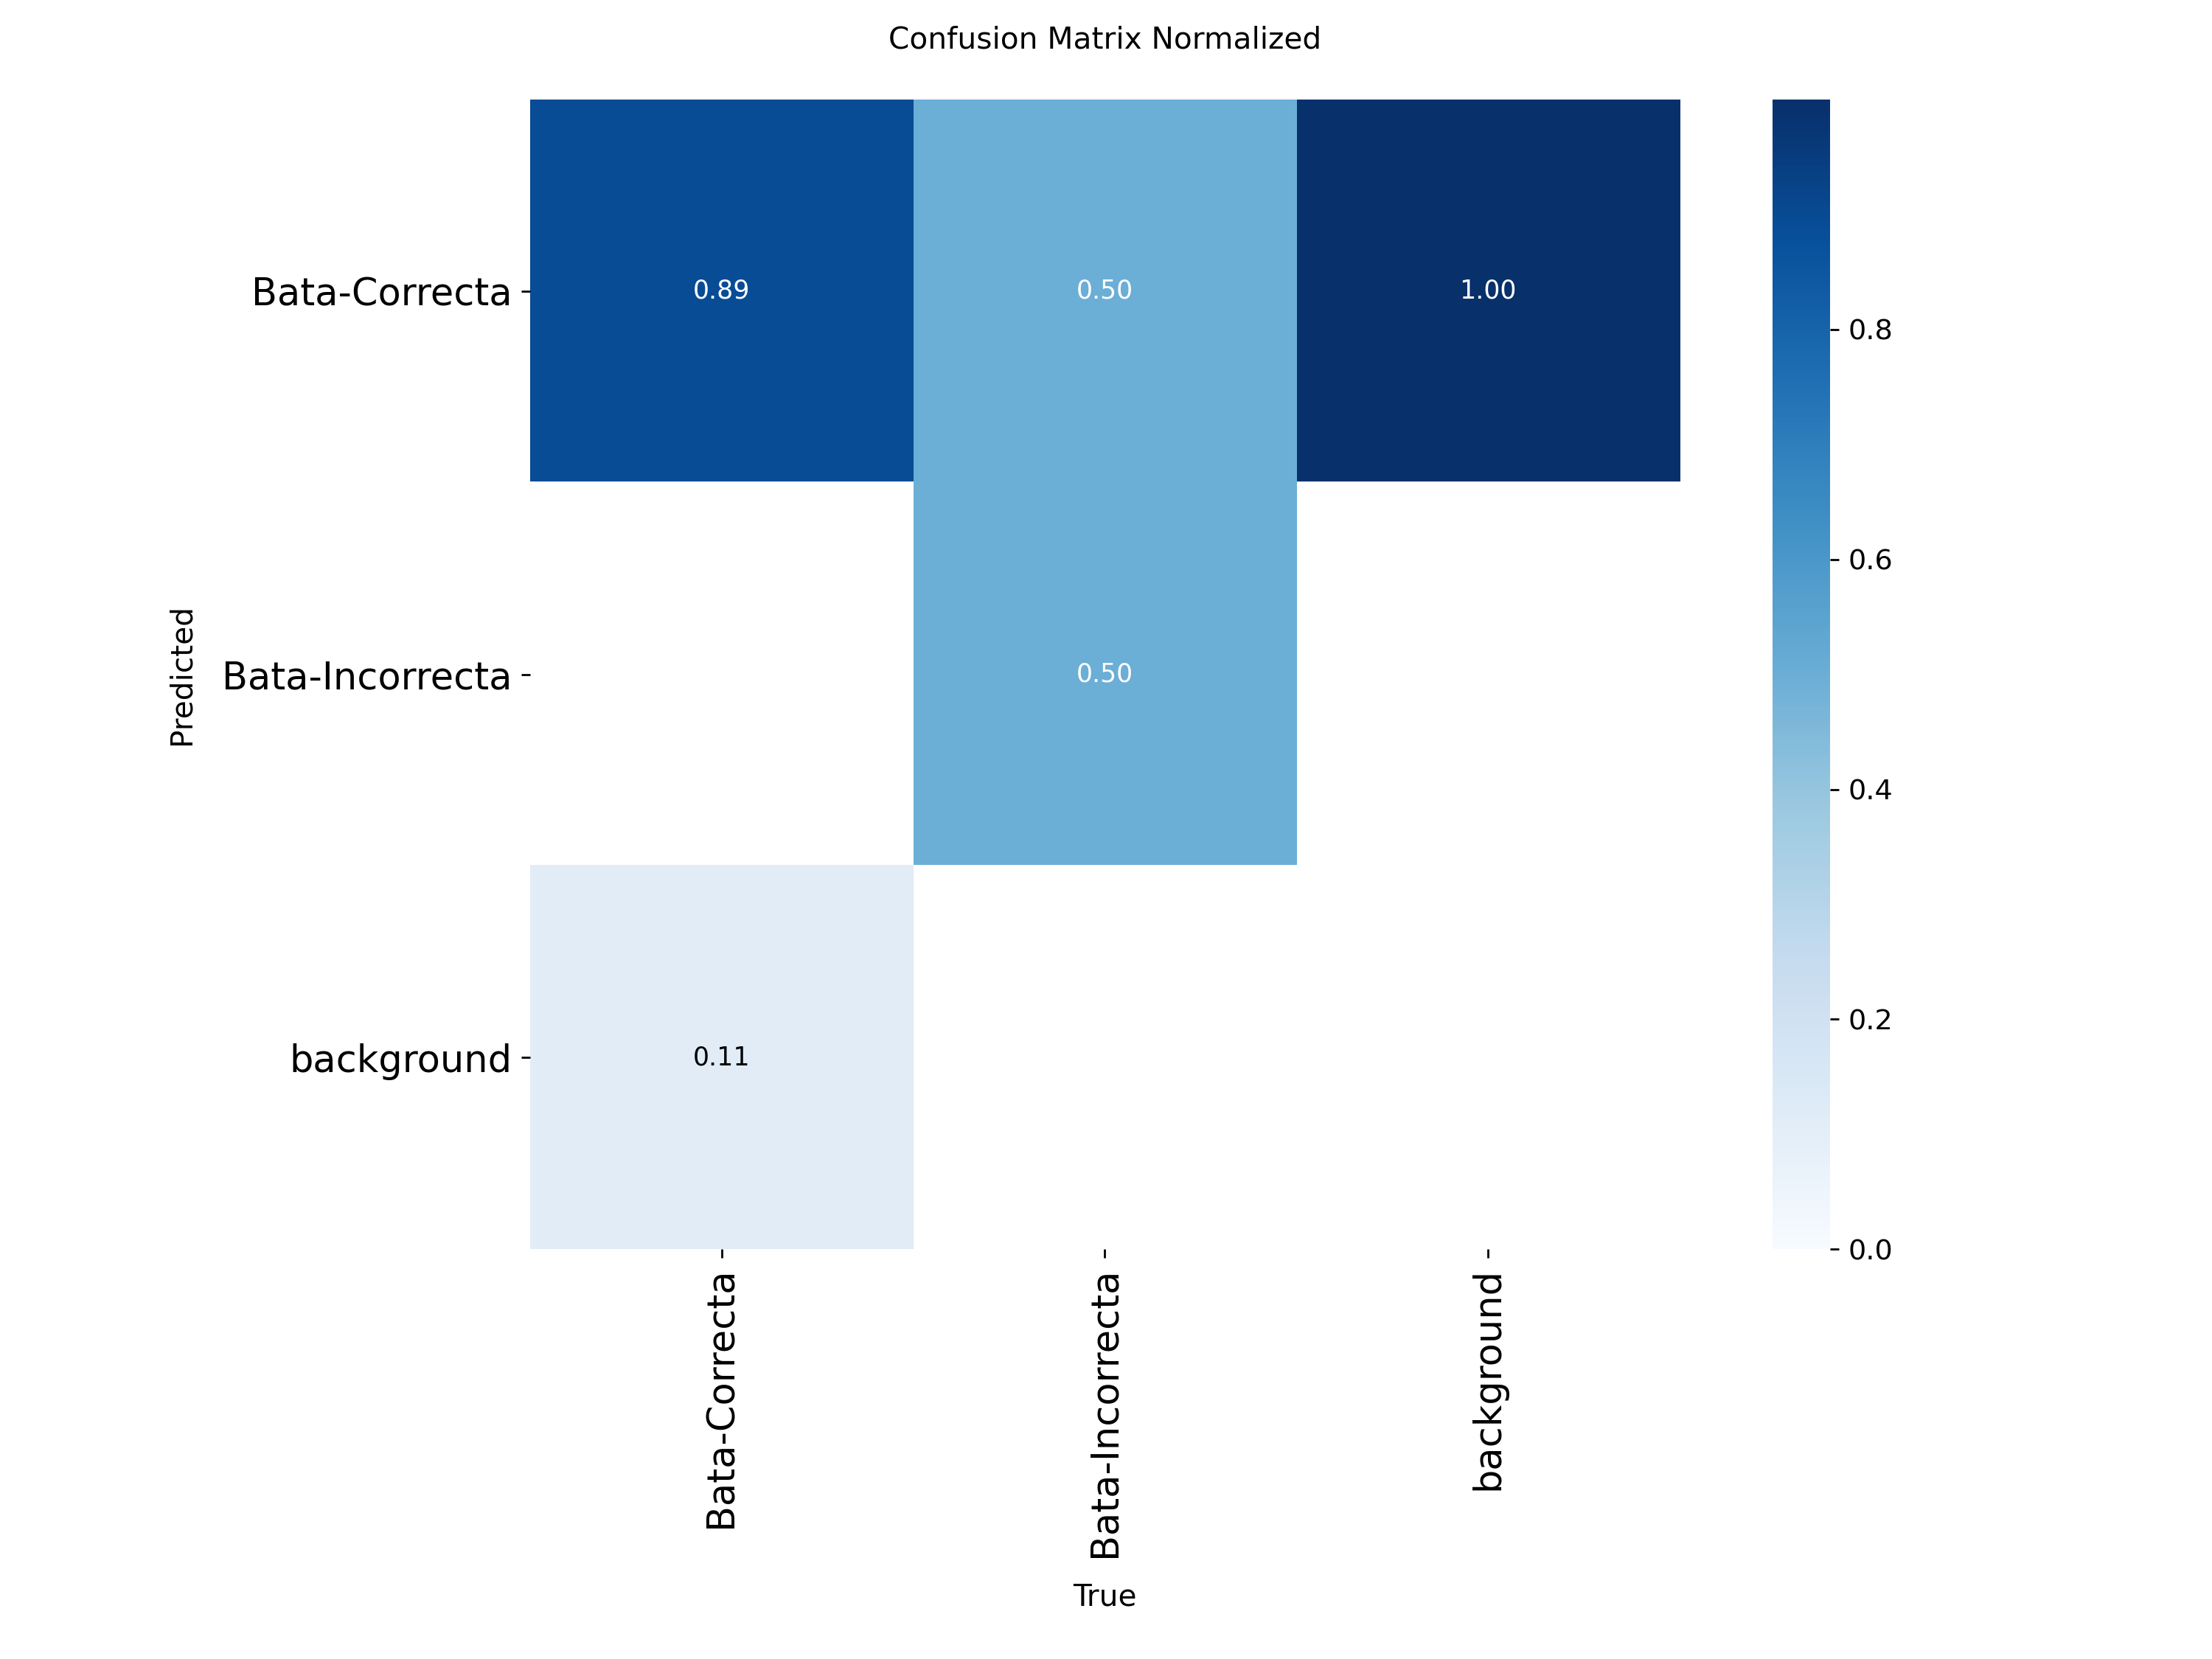 Confusion Matrix Normalized
Predicted
Bata-Correcta
0.89
0.50
1.00
Bata-Incorrecta
0.50
background
0.11
Bata-Correcta
Bata-Incorrecta
background
True
0.8
0.6
0.4
0.2
0.0